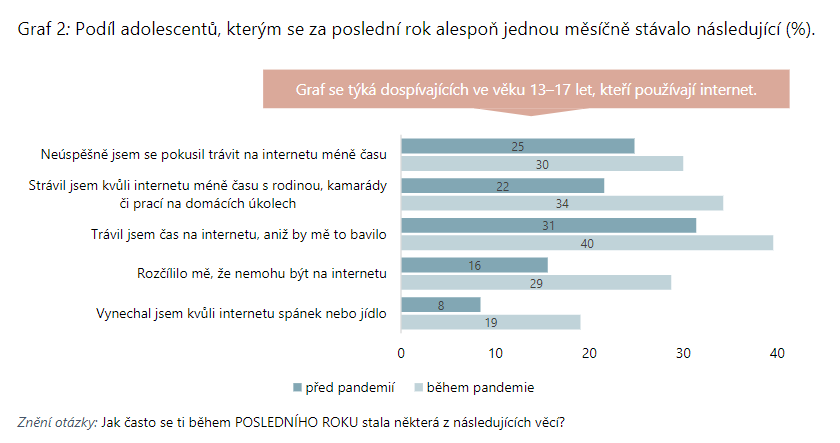 Graf 2: Podíl adolescentů, kterým se za poslední rok alespoň jednou měsíčně stávalo následující (%).
Graf se týká dospívajících ve věku 13–17 let, kteří používají internet.
Neúspěšně jsem se pokusil trávit na internetu méně času
25
30
Strávil jsem kvůli internetu méně času s rodinou, kamarády
či prací na domácích úkolech
22
34
Trávil jsem čas na internetu, aniž by mě to bavilo
31
40
Rozčílilo mě, že nemohu být na internetu
16
29
Vynechal jsem kvůli internetu spánek nebo jídlo
8
19
0 10 20 30 40
před pandemií během pandemie
Znění otázky: Jak často se ti během POSLEDNÍHO ROKU stala některá z následujících věcí?